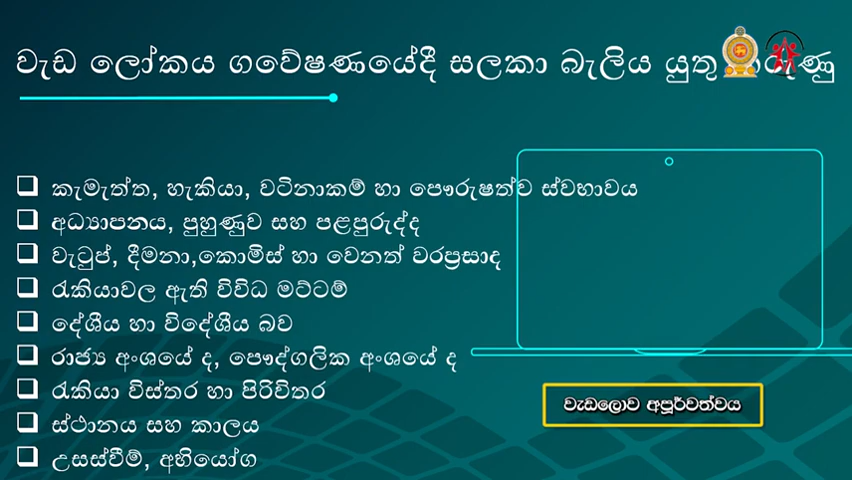 වැඩ ලෝකය ගවේෂණයේදී සලකා බැලිය යුතු
කැමැත්ත, හැකියා, වටිනාකම් හා පෞරුෂත්ව ස්වභාවය
අධ්‍යාපනය, පුහුණුව සහ පළපුරුද්ද
වැටුප්, දීමනා,කොමිස් හා වෙනත් වරප්‍රසාද
රැකියාවල ඇති විවිධ මට්ටම්
දේශීය හා විදේශීය බව
රාජ්‍ය අංශයේ ද, පෞද්ගලික අංශයේ ද
රැකියා විස්තර හා පිරිවිතර
ස්ථානය සහ කාලය
උසස්වීම්, අභියෝග
වැඩලොව අපූර්වත්වය